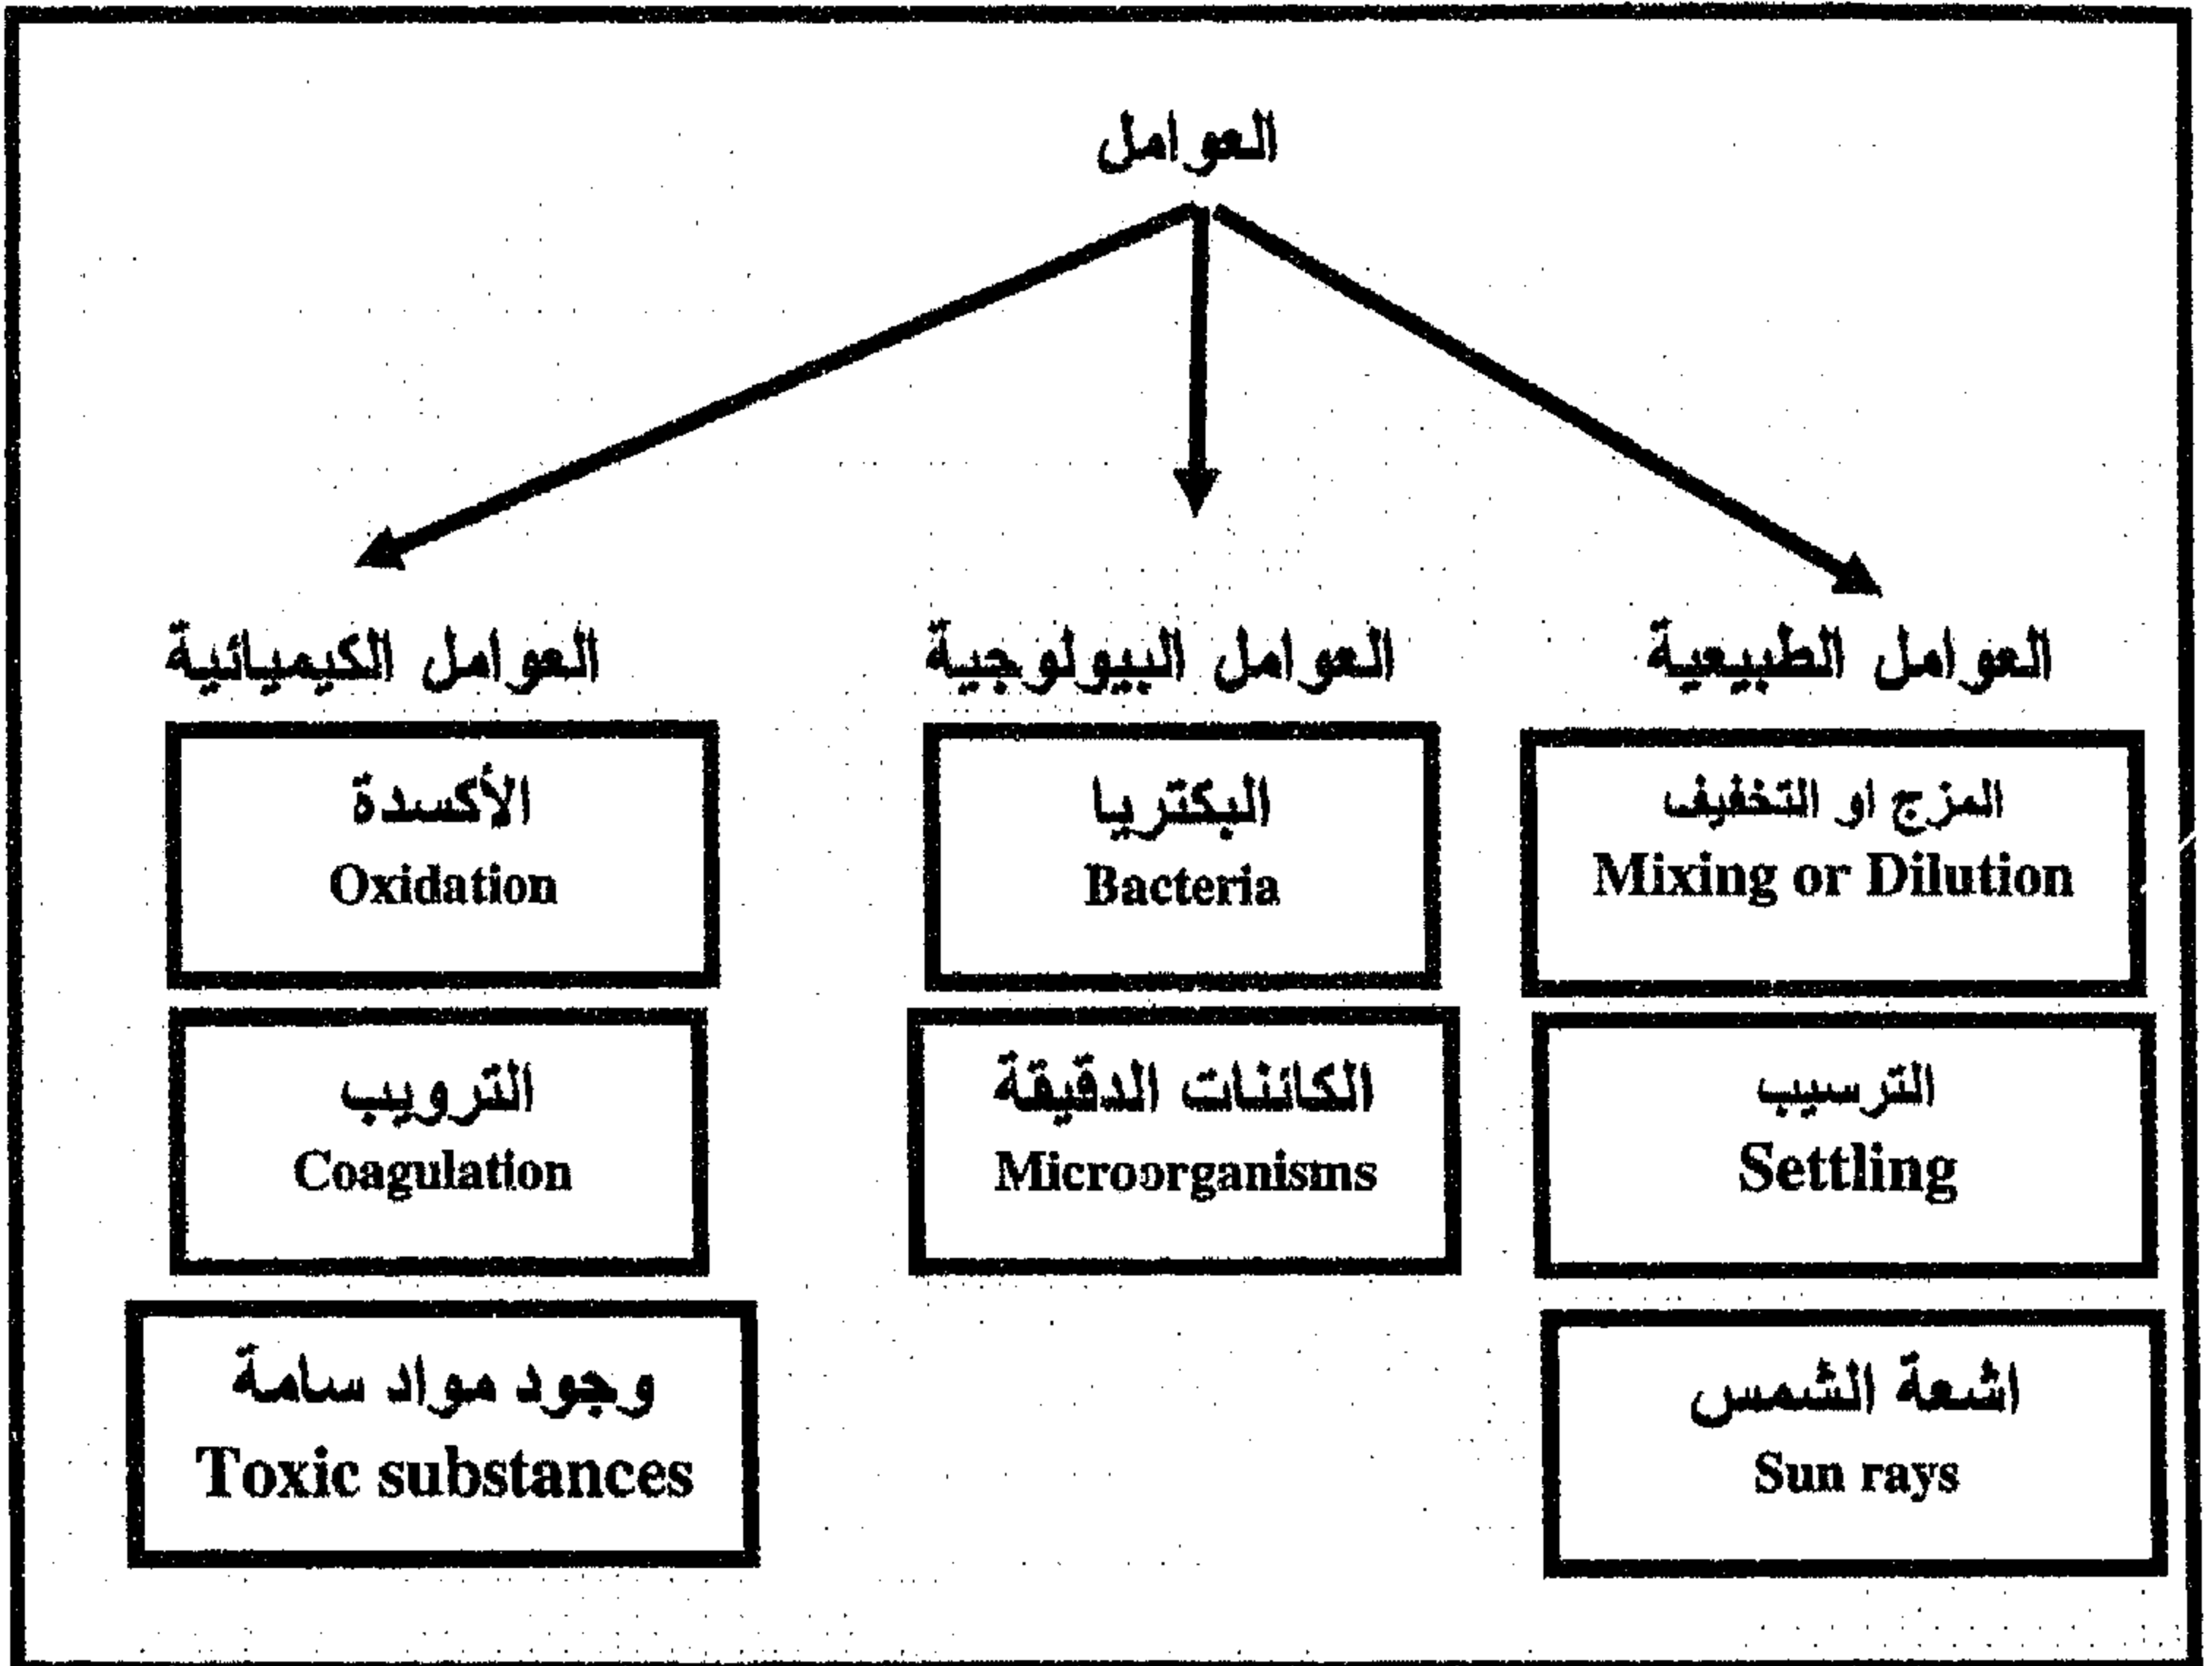 العوامل
العوامل الطبيعية
المزج او التخفيف
Mixing or Dilution
الترسيب
Settling
اشعة الشمس
Sun rays
العوامل البيولوجية
البكتريا
Bacteria
الكائنات الدقيقة
Microorganisms
العوامل الكيميائية
الأكسدة
Oxidation
الترويب
Coagulation
وجود مواد سامة
Toxic substances